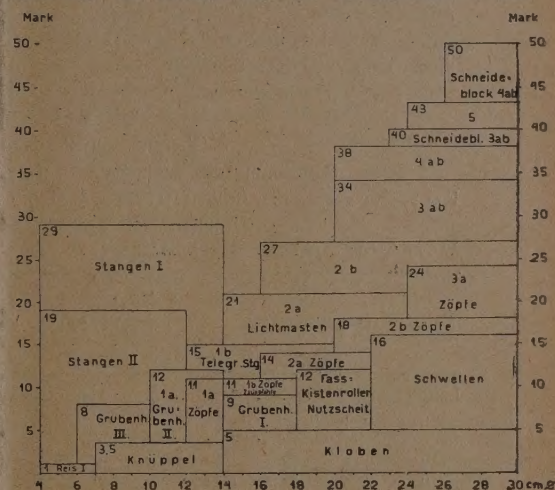 Mark Mark
50 - 50 50
Schneide-
block 4ab
45- 45
43 5
40- 40 Schneidebl. 3ab 40
38 4 ab
35- 35
34 3 ab
30- 30
29 27
Stangen I 2 b
25- 24 25
3a
21 2a Zöpfe
20- 20
19 Lichtmasten 18 2b Zöpfe
15 1b 16
15- Telegr.Stg 14 2a Zöpfe 15
Stangen II
12 11 1a 11 1b Zöpfe 12 Fass=
1a. Zöpfe Kistenrollen Schwellen
10- Gru= 9 Grubenh. Nutzscheit 10
8 Grubenh. benh. I.
III. II.
5- 5 5
3,5 Knüppel Kloben
1 Reis I
4 6 8 10 12 14 16 18 20 22 24 26 28 30 cm